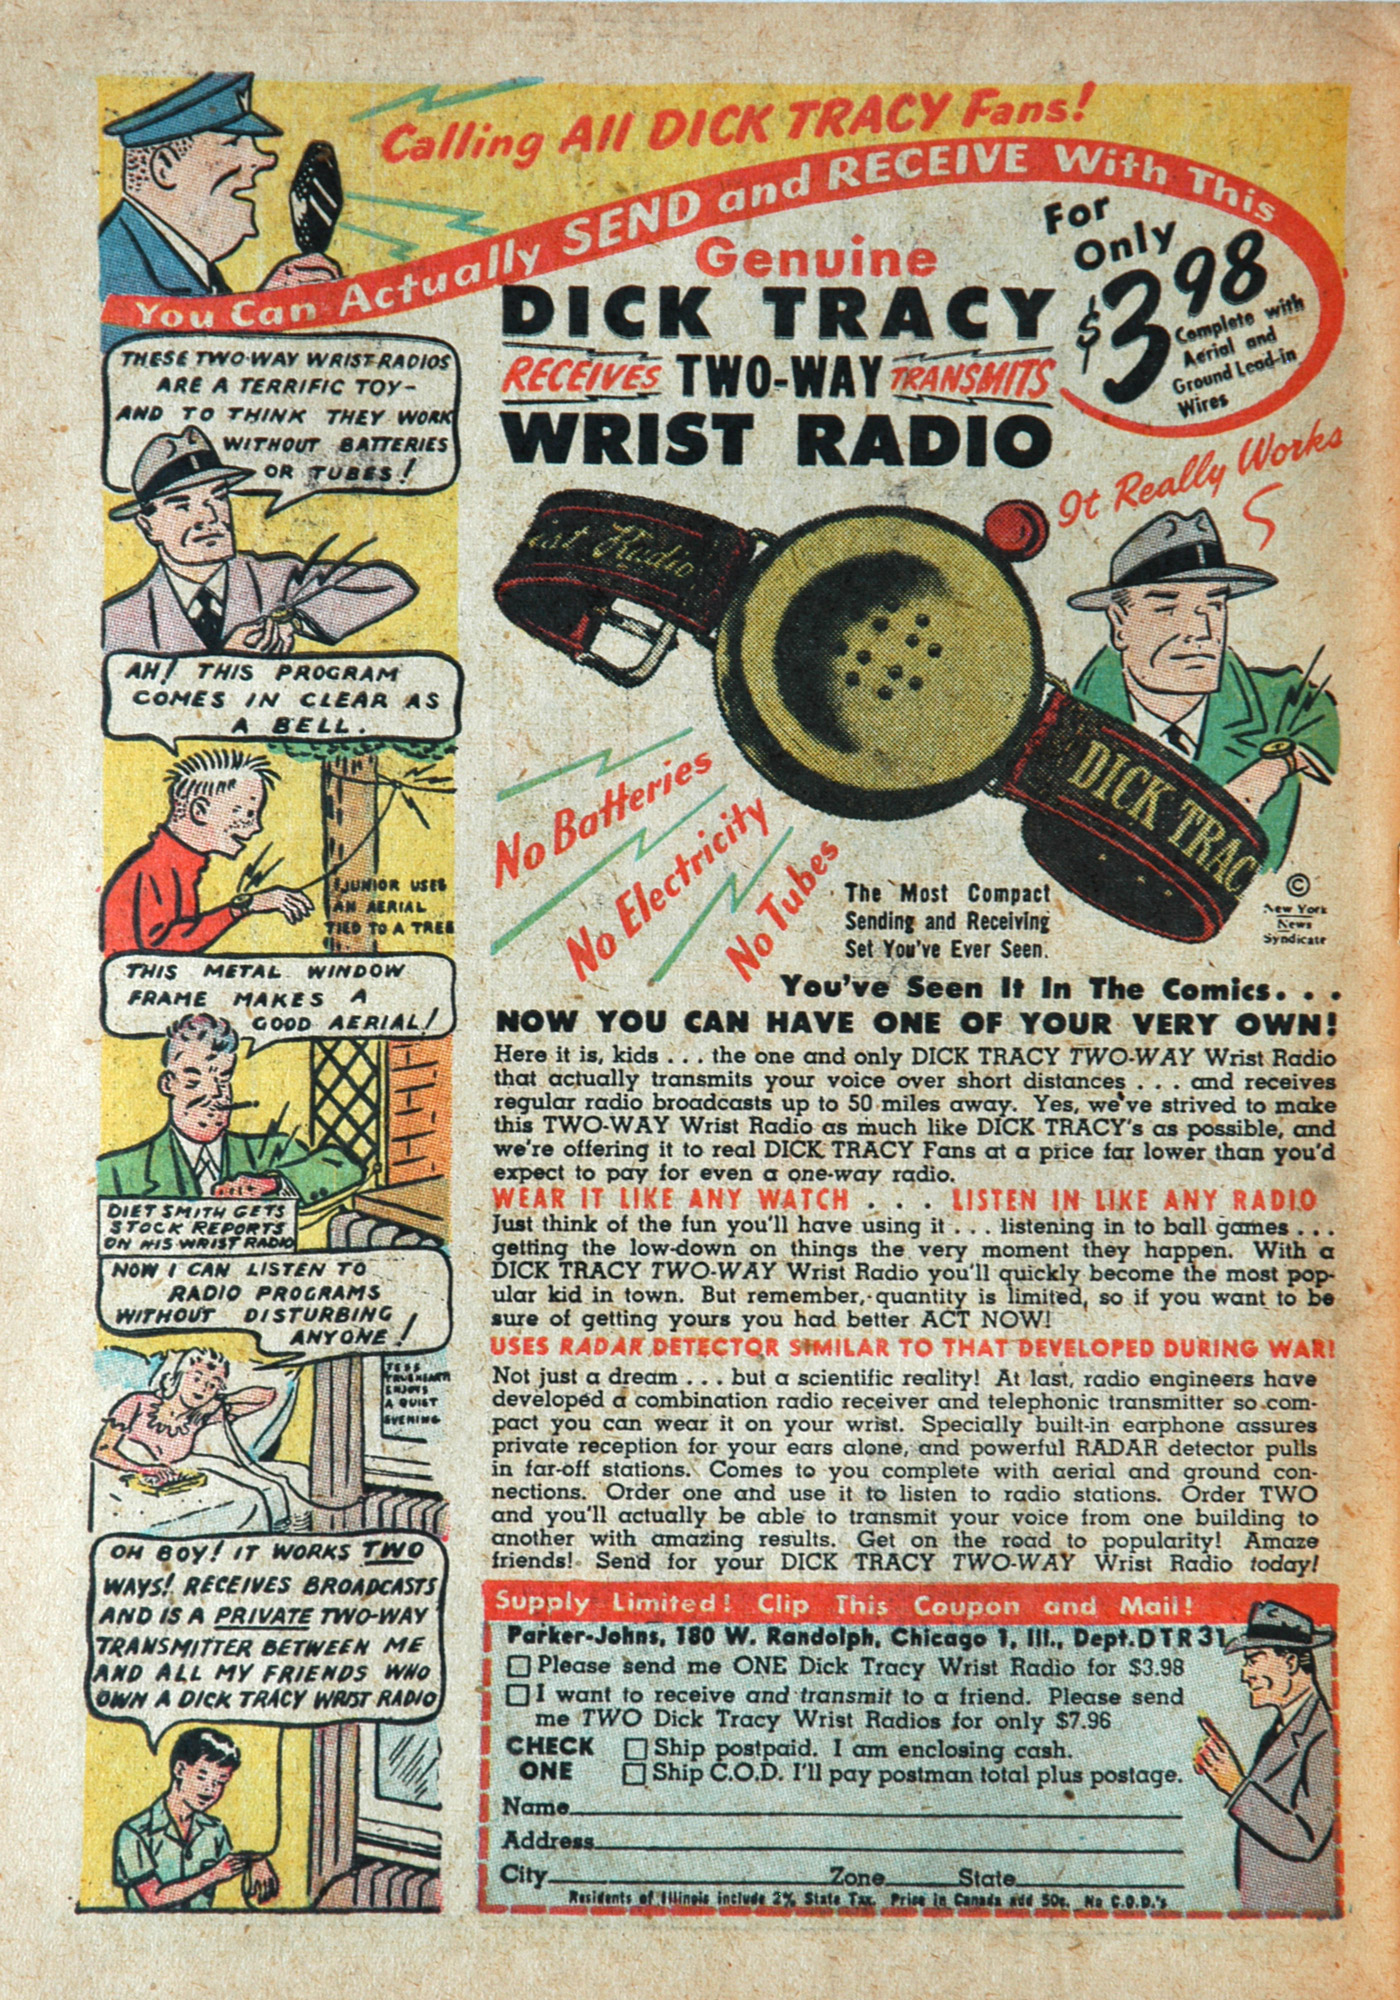 Calling All DICK TRACY Fans!
You Can Actually SEND and RECEIVE With This
Genuine
DICK TRACY
RECEIVES TWO-WAY TRANSMITS
WRIST RADIO
For
Only
$3.98
Complete with
Aerial and
Ground Lead-in
Wires
It Really Works
THESE TWO-WAY WRIST-RADIOS
ARE A TERRIFIC TOY-
AND TO THINK THEY WORK
WITHOUT BATTERIES
OR TUBES!
AH! THIS PROGRAM
COMES IN CLEAR AS
A BELL.
JUNIOR USES
AN AERIAL
TIED TO A TREE
THIS METAL WINDOW
FRAME MAKES A
GOOD AERIAL!
DIET SMITH GETS
STOCK REPORTS
ON HIS WRIST RADIO
NOW I CAN LISTEN TO
RADIO PROGRAMS
WITHOUT DISTURBING
ANYONE!
TESS
TRUEHEART
ENJOYS
A QUIET
EVENING
OH BOY! IT WORKS TWO
WAYS! RECEIVES BROADCASTS
AND IS A PRIVATE TWO-WAY
TRANSMITTER BETWEEN ME
AND ALL MY FRIENDS WHO
OWN A DICK TRACY WRIST RADIO
ist Radio
DICK TRAC
No Batteries
No Electricity
No Tubes
The Most Compact
Sending and Receiving
Set You've Ever Seen.
©
New York
News
Syndicate
You've Seen It In The Comics. . .
NOW YOU CAN HAVE ONE OF YOUR VERY OWN!
Here it is, kids . . . the one and only DICK TRACY TWO-WAY Wrist Radio
that actually transmits your voice over short distances . . . and receives
regular radio broadcasts up to 50 miles away. Yes, we've strived to make
this TWO-WAY Wrist Radio as much like DICK TRACY's as possible, and
we're offering it to real DICK TRACY Fans at a price far lower than you'd
expect to pay for even a one-way radio.
WEAR IT LIKE ANY WATCH . . . LISTEN IN LIKE ANY RADIO
Just think of the fun you'll have using it . . . listening in to ball games . . .
getting the low-down on things the very moment they happen. With a
DICK TRACY TWO-WAY Wrist Radio you'll quickly become the most pop-
ular kid in town. But remember, quantity is limited, so if you want to be
sure of getting yours you had better ACT NOW!
USES RADAR DETECTOR SIMILAR TO THAT DEVELOPED DURING WAR!
Not just a dream . . . but a scientific reality! At last, radio engineers have
developed a combination radio receiver and telephonic transmitter so com-
pact you can wear it on your wrist. Specially built-in earphone assures
private reception for your ears alone, and powerful RADAR detector pulls
in far-off stations. Comes to you complete with aerial and ground con-
nections. Order one and use it to listen to radio stations. Order TWO
and you'll actually be able to transmit your voice from one building to
another with amazing results. Get on the road to popularity! Amaze
friends! Send for your DICK TRACY TWO-WAY Wrist Radio today!
Supply Limited! Clip This Coupon and Mail!
Parker-Johns, 180 W. Randolph, Chicago 1, Ill., Dept. DTR 31
Please send me ONE Dick Tracy Wrist Radio for $3.98
I want to receive and transmit to a friend. Please send
me TWO Dick Tracy Wrist Radios for only $7.96
CHECK Ship postpaid. I am enclosing cash.
ONE Ship C.O.D. I'll pay postman total plus postage.
Name
Address
City Zone State
Residents of Illinois include 2% State Tax. Price in Canada add 50c. No C.O.D.'s